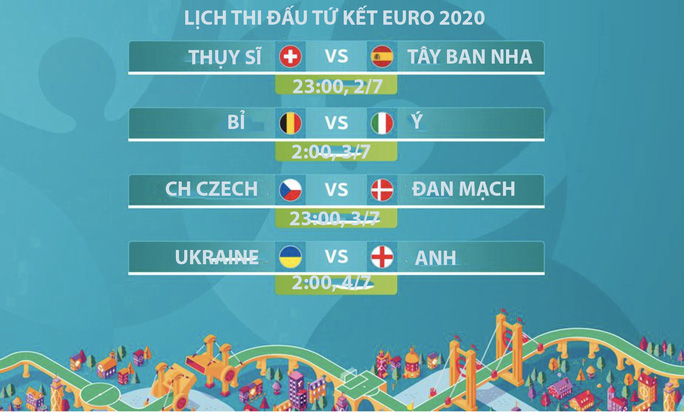 LỊCH THI ĐẤU TỨ KẾT EURO 2020
THỤY SĨ VS TÂY BAN NHA
23:00, 2/7
BỈ VS Ý
2:00, 3/7
CH CZECH VS ĐAN MẠCH
23:00, 3/7
UKRAINE VS ANH
2:00, 4/7